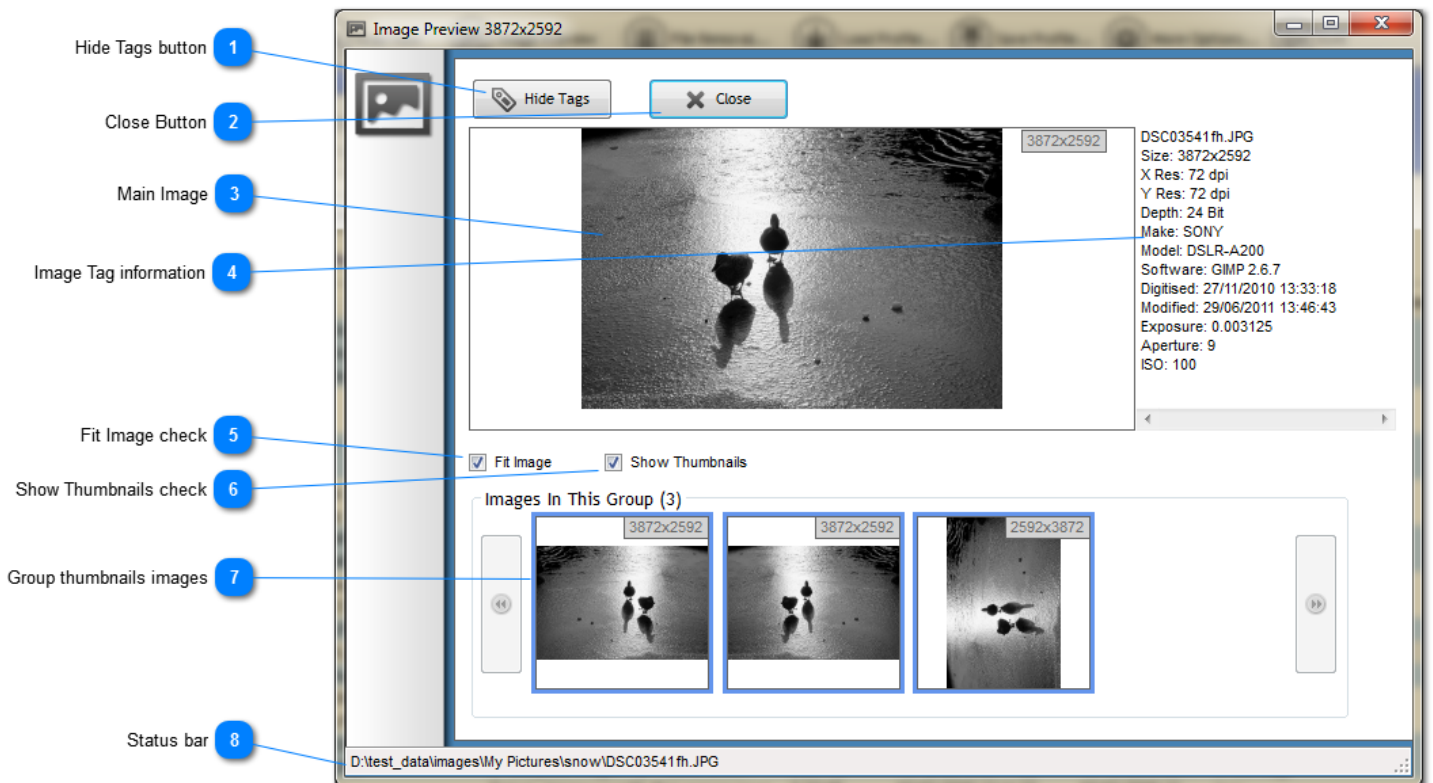 Image Preview 3872x2592
Hide Tags button 1
Close Button 2
Main Image 3
Image Tag information 4
Fit Image check 5
Show Thumbnails check 6
Group thumbnails images 7
Status bar 8
Hide Tags
Close
3872x2592
DSC03541fh.JPG
Size: 3872x2592
X Res: 72 dpi
Y Res: 72 dpi
Depth: 24 Bit
Make: SONY
Model: DSLR-A200
Software: GIMP 2.6.7
Digitised: 27/11/2010 13:33:18
Modified: 29/06/2011 13:46:43
Exposure: 0.003125
Aperture: 9
ISO: 100
Fit Image
Show Thumbnails
Images In This Group (3)
3872x2592
3872x2592
2592x3872
D:\test_data\images\My Pictures\snow\DSC03541fh.JPG